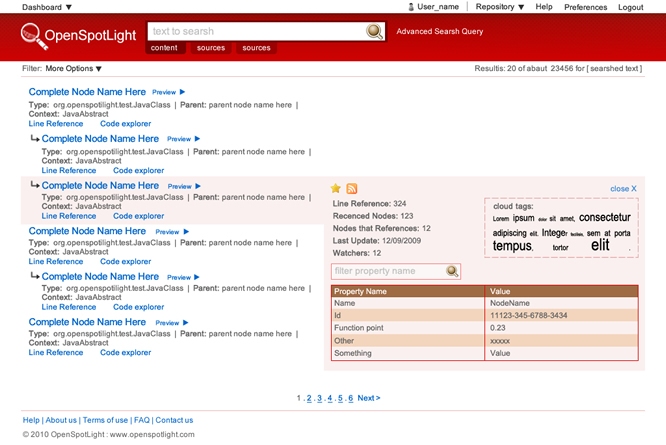 Dashboard ▼
User_name | Repository ▼ Help Preferences Logout
OpenSpotLight
text to search
Advanced Searsh Query
content sources sources
Filter: More Options ▼
Resultis: 20 of abaut 23456 for [ searshed text ]
Complete Node Name Here Preview ▶
Type: org.openspotilight.test.JavaClass | Parent: parent node name here |
Context: JavaAbstract
Line Reference Code explorer
Complete Node Name Here Preview ▶
Type: org.openspotilight.test.JavaClass | Parent: parent node name here |
Context: JavaAbstract
Line Reference Code explorer
Complete Node Name Here Preview ▶
Type: org.openspotilight.test.JavaClass | Parent: parent node name here |
Context: JavaAbstract
Line Reference Code explorer
Complete Node Name Here Preview ▶
Type: org.openspotilight.test.JavaClass | Parent: parent node name here |
Context: JavaAbstract
Line Reference Code explorer
Complete Node Name Here Preview ▶
Type: org.openspotilight.test.JavaClass | Parent: parent node name here |
Context: JavaAbstract
Line Reference Code explorer
Complete Node Name Here Preview ▶
Type: org.openspotilight.test.JavaClass | Parent: parent node name here |
Context: JavaAbstract
Line Reference Code explorer
close X
Line Reference: 324
Recenced Nodes: 123
Nodes that References: 12
Last Update: 12/09/2009
Watchers: 12
cloud tags:
Lorem ipsum dolor sit amet, consectetur
adipiscing elit. Integer facilisis, sem at porta
tempus, tortor elit .
filter property name
Property Name Value
Name NodeName
Id 11123-345-6788-3434
Function point 0.23
Other xxxxx
Something Value
1 . 2 . 3 . 4 . 5 . 6 Next >
Help | About us | Terms of use | FAQ | Contact us
© 2010 OpenSpotLight : www.openspotlight.com